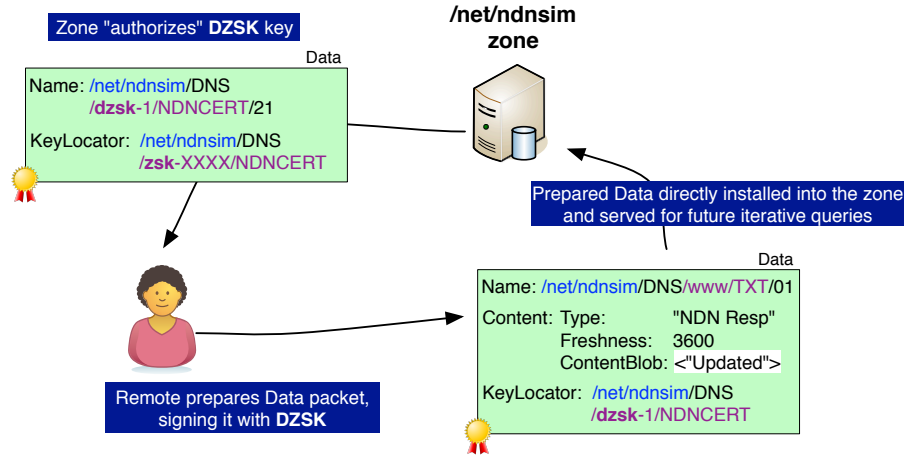 Zone "authorizes" DZSK key
/net/ndnsim
zone
Data
Name: /net/ndnsim/DNS
/dzsk-1/NDNCERT/21
KeyLocator: /net/ndnsim/DNS
/zsk-XXXX/NDNCERT
Prepared Data directly installed into the zone
and served for future iterative queries
Data
Name: /net/ndnsim/DNS/www/TXT/01
Content: Type: "NDN Resp"
Freshness: 3600
ContentBlob: <"Updated">
KeyLocator: /net/ndnsim/DNS
/dzsk-1/NDNCERT
Remote prepares Data packet,
signing it with DZSK